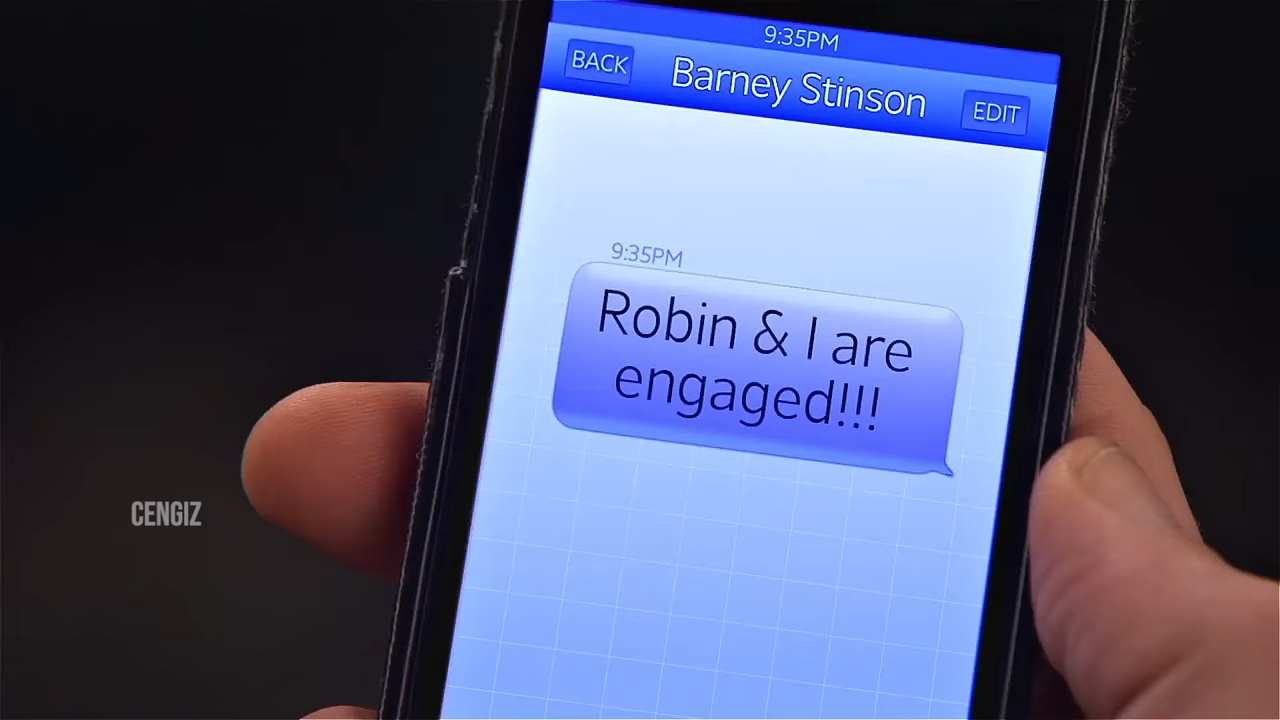 9:35PM
BACK
Barney Stinson
EDIT
9:35PM
Robin & I are
engaged!!!
CENGIZ